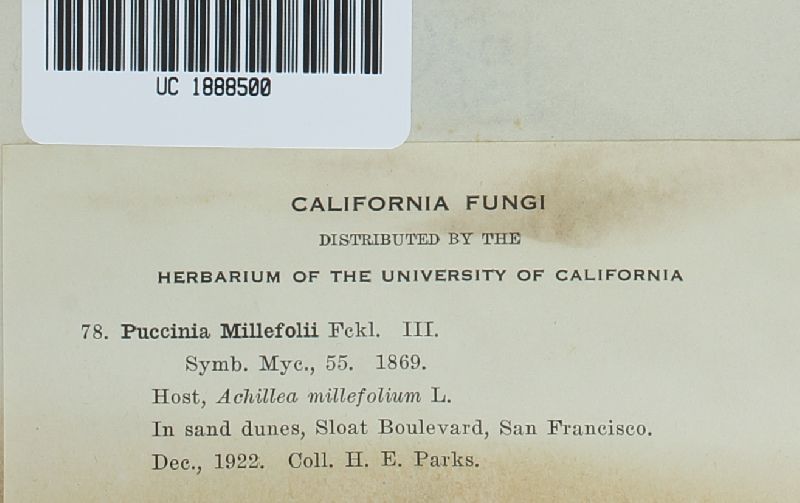 UC 1888500
CALIFORNIA FUNGI
DISTRIBUTED BY THE
HERBARIUM OF THE UNIVERSITY OF CALIFORNIA
78. Puccinia Millefolii Fckl. III.
Symb. Myc., 55. 1869.
Host, Achillea millefolium L.
In sand dunes, Sloat Boulevard, San Francisco.
Dec., 1922. Coll. H. E. Parks.